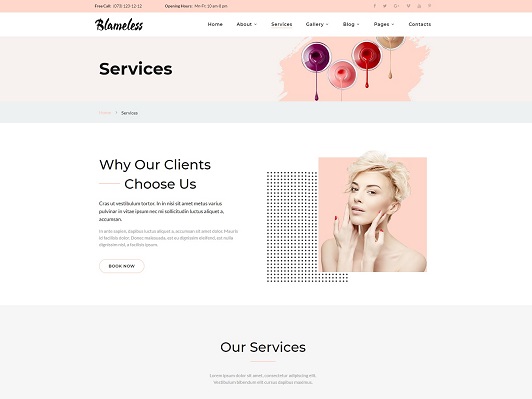 Free Call: (073) 123-12-12 Opening Hours: Mn-Fr: 10 am-8 pm
Blameless
Home About Services Gallery Blog Pages Contacts
Services
Home > Services
Why Our Clients
Choose Us
Cras ut vestibulum tortor. In in nisi sit amet metus varius
pulvinar in vitae ipsum nec mi sollicitudin luctus aliquet a,
accumsan.
In ante sapien, dapibus luctus aliquet a, accumsan sit amet dolor. Mauris
id facilisis dolor. Donec malesuada, est eu dignissim eleifend, est nulla
dignissim nisl, a facilisis ipsum.
BOOK NOW
Our Services
Lorem ipsum dolor sit amet, consectetur adipiscing elit.
Vestibulum bibendum elit cursus dapibus maximus.